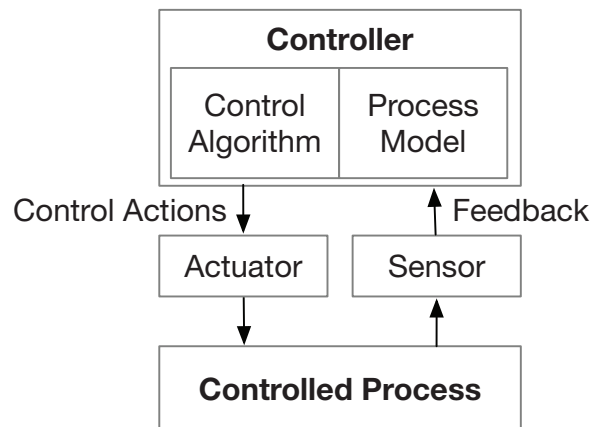 Controller
Control
Algorithm
Process
Model
Control Actions
Feedback
Actuator
Sensor
Controlled Process